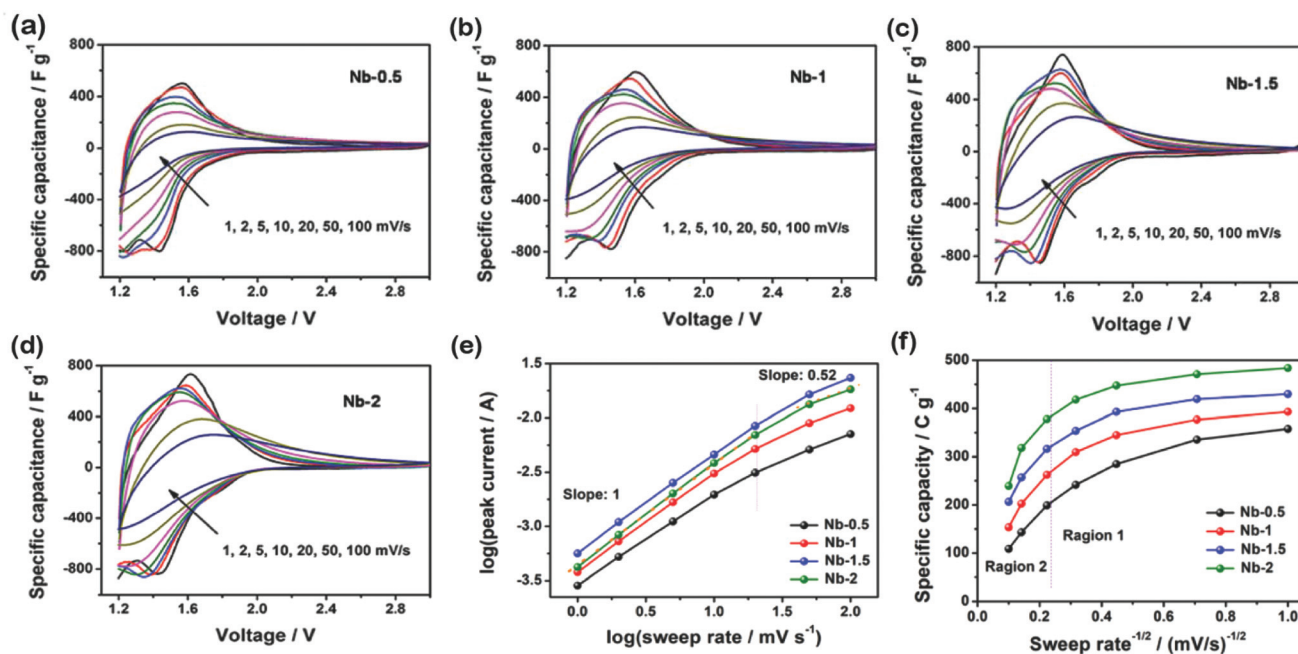 (a)
Specific capacitance / F g⁻¹
800
400
0
-400
-800
Nb-0.5
1, 2, 5, 10, 20, 50, 100 mV/s
1.2 1.6 2.0 2.4 2.8
Voltage / V
(b)
Specific capacitance / F g⁻¹
800
400
0
-400
-800
Nb-1
1, 2, 5, 10, 20, 50, 100 mV/s
1.2 1.6 2.0 2.4 2.8
Voltage / V
(c)
Specific capacitance / F g⁻¹
800
400
0
-400
-800
Nb-1.5
1, 2, 5, 10, 20, 50, 100 mV/s
1.2 1.6 2.0 2.4 2.8
Voltage / V
(d)
Specific capacitance / F g⁻¹
800
400
0
-400
-800
Nb-2
1, 2, 5, 10, 20, 50, 100 mV/s
1.2 1.6 2.0 2.4 2.8
Voltage / V
(e)
log(peak current / A)
1.5
-2.0
-2.5
-3.0
-3.5
Slope: 0.52
Slope: 1
Nb-0.5
Nb-1
Nb-1.5
Nb-2
0.0 0.5 1.0 1.5 2.0
log(sweep rate / mV s⁻¹)
(f)
Specific capacity / C g⁻¹
500
400
300
200
100
0
Ragion 1
Ragion 2
Nb-0.5
Nb-1
Nb-1.5
Nb-2
0.0 0.2 0.4 0.6 0.8 1.0
Sweep rate⁻¹/² / (mV/s)⁻¹/²